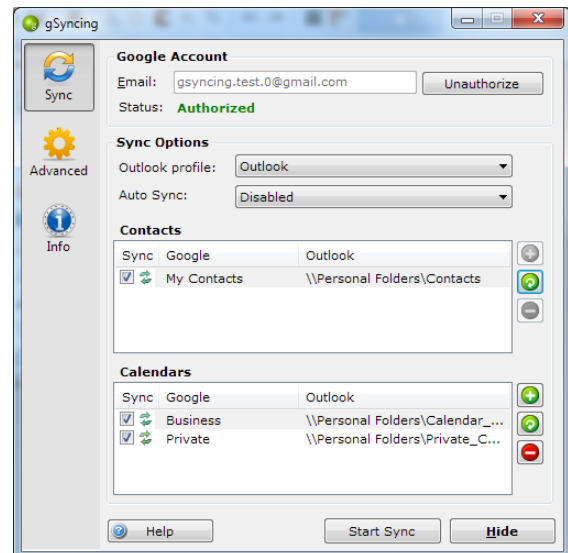 gSyncing
Sync
Advanced
Info
Google Account
Email: gsyncing.test.0@gmail.com Unauthorize
Status: Authorized
Sync Options
Outlook profile: Outlook
Auto Sync: Disabled
Contacts
Sync Google Outlook
My Contacts \\Personal Folders\Contacts
Calendars
Sync Google Outlook
Business \\Personal Folders\Calendar_...
Private \\Personal Folders\Private_C...
Help Start Sync Hide